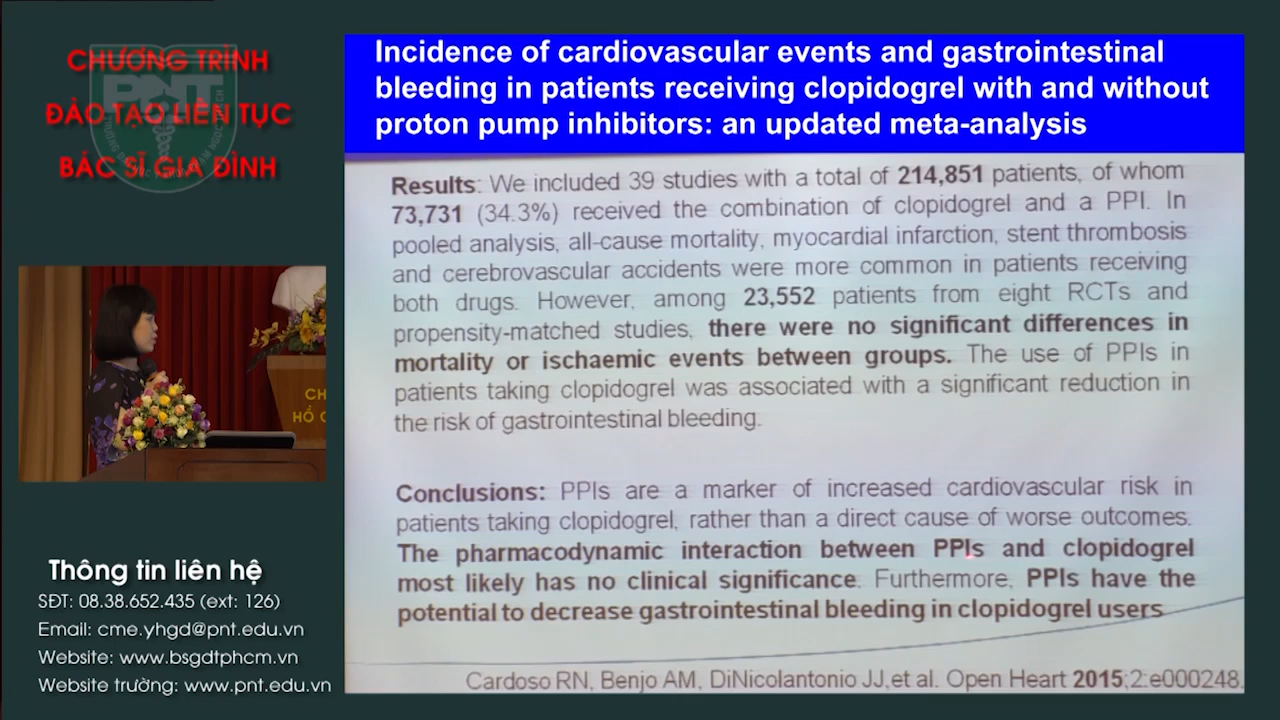 CHƯƠNG TRÌNH
ĐÀO TẠO LIÊN TỤC
BÁC SĨ GIA ĐÌNH
PNT
Incidence of cardiovascular events and gastrointestinal
bleeding in patients receiving clopidogrel with and without
proton pump inhibitors: an updated meta-analysis
Results: We included 39 studies with a total of 214,851 patients, of whom
73,731 (34.3%) received the combination of clopidogrel and a PPI. In
pooled analysis, all-cause mortality, myocardial infarction, stent thrombosis
and cerebrovascular accidents were more common in patients receiving
both drugs. However, among 23,552 patients from eight RCTs and
propensity-matched studies, there were no significant differences in
mortality or ischaemic events between groups. The use of PPIs in
patients taking clopidogrel was associated with a significant reduction in
the risk of gastrointestinal bleeding.
Conclusions: PPIs are a marker of increased cardiovascular risk in
patients taking clopidogrel, rather than a direct cause of worse outcomes.
The pharmacodynamic interaction between PPIs and clopidogrel
most likely has no clinical significance. Furthermore, PPIs have the
potential to decrease gastrointestinal bleeding in clopidogrel users
Cardoso RN, Benjo AM, DiNicolantonio JJ,et al. Open Heart 2015;2:e000248.
CH
HỒ C
Thông tin liên hệ
SĐT: 08.38.652.435 (ext: 126)
Email: cme.yhgd@pnt.edu.vn
Website: www.bsgdtphcm.vn
Website trường: www.pnt.edu.vn